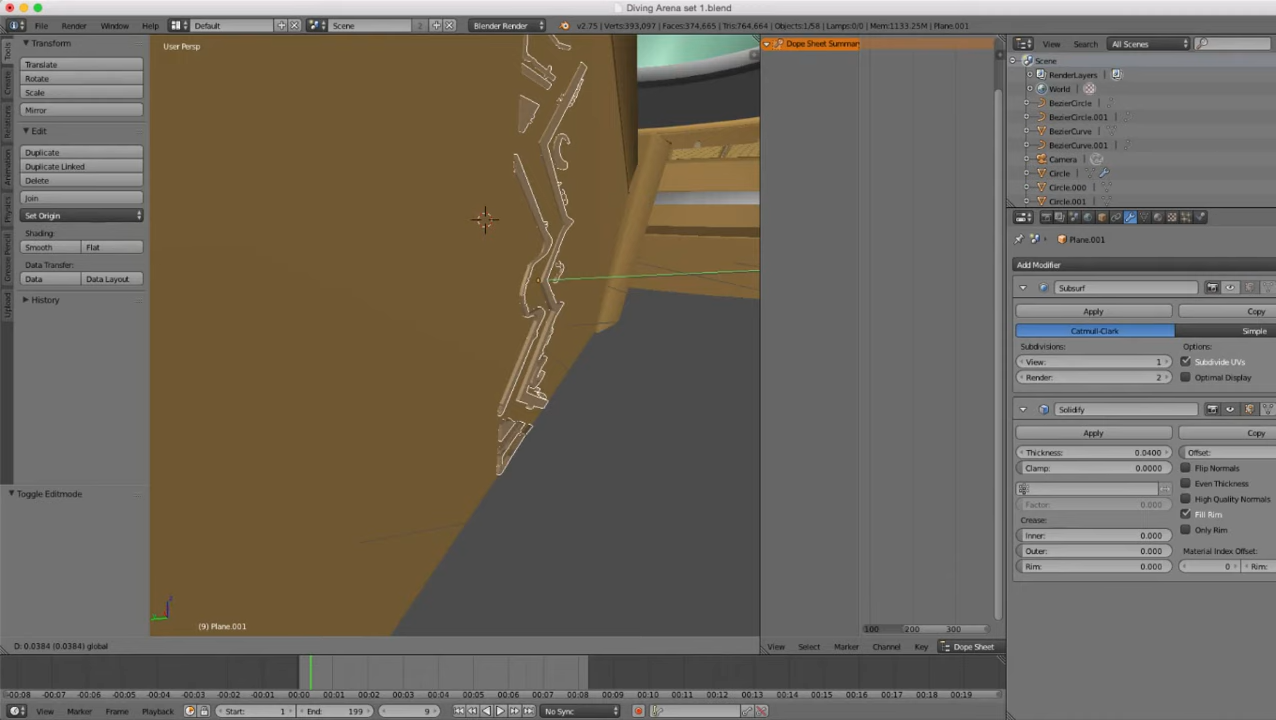 Diving Arena set 1.blend
File Render Window Help Default Scene 2 Blender Render v2.75 | Verts:393,097 | Faces:374,665 | Tris:764,664 | Objects:1/58 | Lamps:0/0 | Mem:1133.25M | Plane.001
Tools
Create
Relations
Animation
Physics
Grease Pencil
Upload
Transform
Translate
Rotate
Scale
Mirror
Edit
Duplicate
Duplicate Linked
Delete
Join
Set Origin
Shading:
Smooth Flat
Data Transfer:
Data Data Layout
History
Toggle Editmode
User Persp
(9) Plane.001
D: 0.0384 (0.0384) global
Dope Sheet Summar
100 200 300
View Select Marker Channel Key Dope Sheet
View Search All Scenes
Scene
RenderLayers
World
BezierCircle
BezierCircle.001
BezierCurve
BezierCurve.001
Camera
Circle
Circle.000
Circle.001
Plane.001
Add Modifier
Subsurf
Apply Copy
Catmull-Clark Simple
Subdivisions: Options:
View: 1 Subdivide UVs
Render: 2 Optimal Display
Solidify
Apply Copy
Thickness: 0.0400 Offset:
Clamp: 0.0000 Flip Normals
Even Thickness
High Quality Normals
Factor: 0.000
Fill Rim
Crease: Only Rim
Inner: 0.000
Outer: 0.000 Material Index Offset:
Rim: 0.000 0 Rim:
-00:08 -00:07 -00:06 -00:05 -00:04 -00:03 -00:02 -00:01 00:00 00:01 00:02 00:03 00:04 00:05 00:06 00:07 00:08 00:09 00:10 00:11 00:12 00:13 00:14 00:15 00:16 00:17 00:18 00:19
View Marker Frame Playback Start: 1 End: 199 9 No Sync